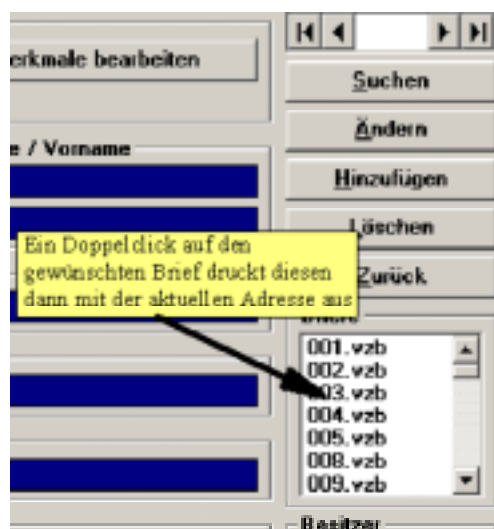 erkmale bearbeiten
Suchen
Ändern
e / Vorname
Hinzufügen
Löschen
Ein Doppelclick auf den
gewünschten Brief druckt diesen
dann mit der aktuellen Adresse aus
Zurück
001.vzb
002.vzb
003.vzb
004.vzb
005.vzb
008.vzb
009.vzb
Besitzer